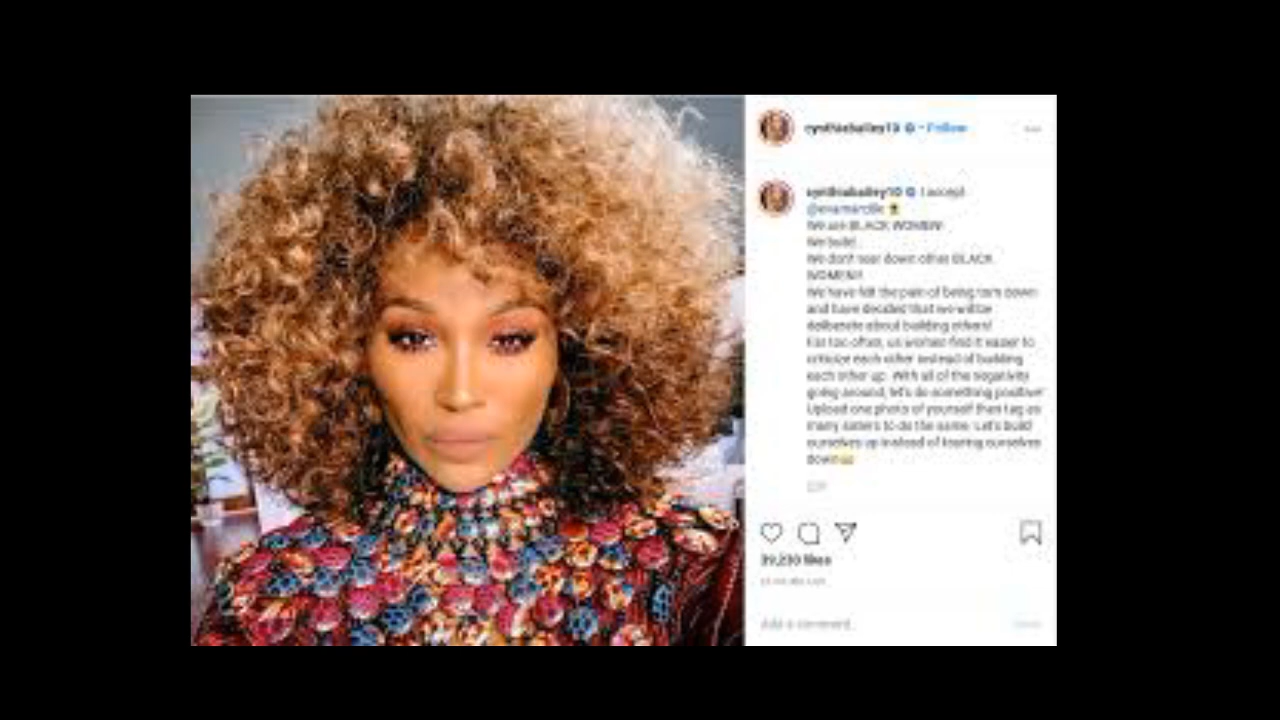 cynthiabailey10 • Follow
cynthiabailey10 I accept
@evamarcille
We are BLACK WOMEN!
We build.
We don't tear down other BLACK
WOMEN!!
We have felt the pain of being torn down
and have decided that we will be
deliberate about building others!
Far too often, us women find it easier to
criticize each other instead of building
each other up. With all of the negativity
going around, let's do something positive!
Upload one photo of yourself then tag as
many sisters to do the same. Let's build
ourselves up instead of tearing ourselves
down
39,230 likes
Add a comment...